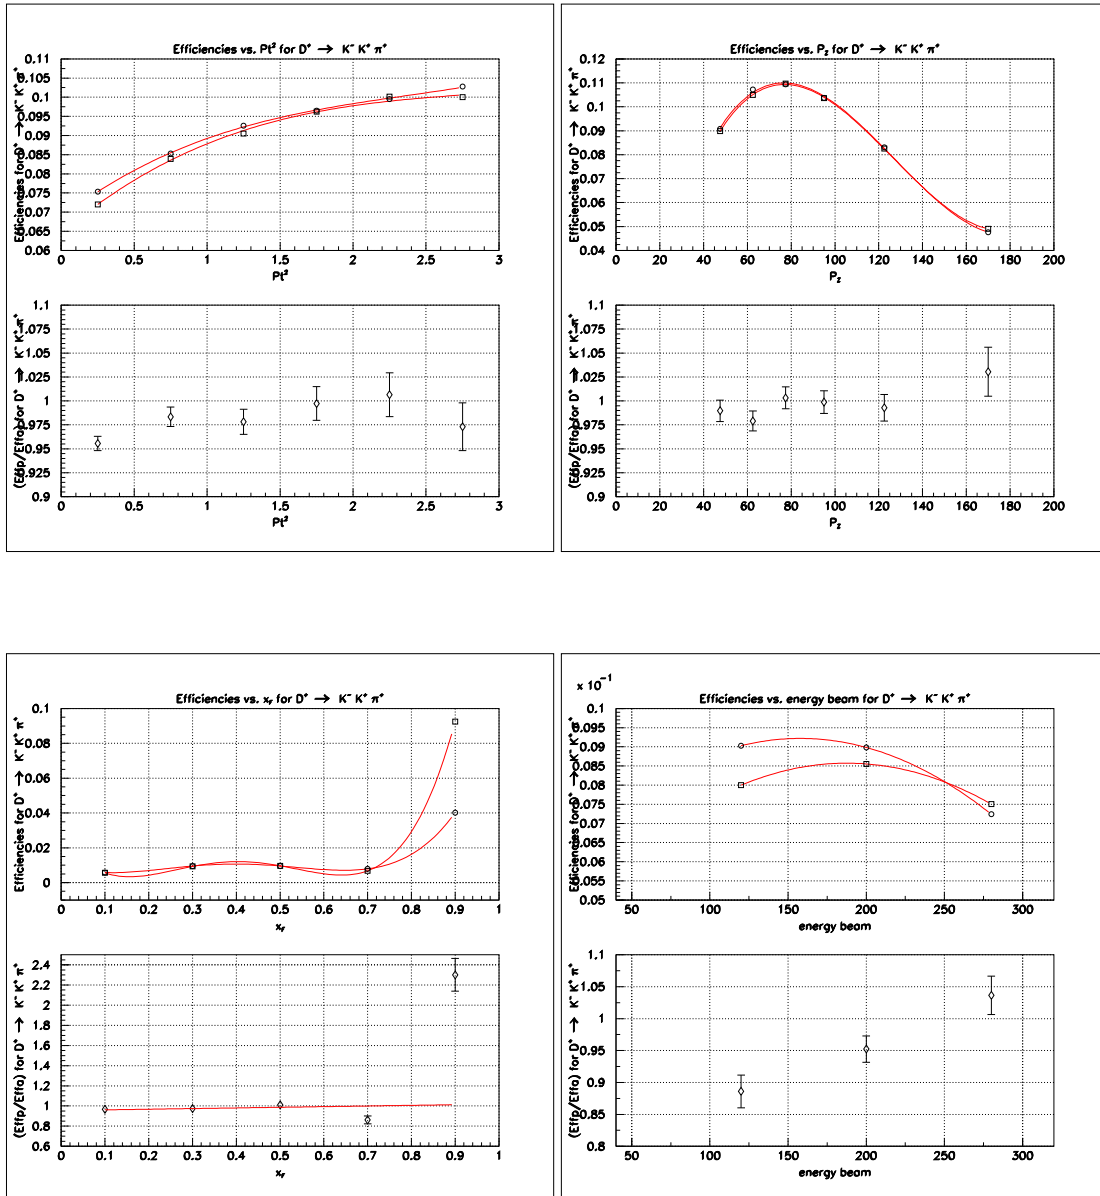 Efficiencies vs. Pt² for D⁺ → K⁻ K⁺ π⁺
Efficiencies for D⁺ → K⁻ K⁺ π⁺
0.11
0.105
0.1
0.095
0.09
0.085
0.08
0.075
0.07
0.065
0.06
0 0.5 1 1.5 2 2.5 3
Pt²
(Effp/Effa) for D⁺ → K⁻ K⁺ π⁺
1.1
1.075
1.05
1.025
1
0.975
0.95
0.925
0.9
0 0.5 1 1.5 2 2.5 3
Pt²
Efficiencies vs. P_z for D⁺ → K⁻ K⁺ π⁺
Efficiencies for D⁺ → K⁻ K⁺ π⁺
0.12
0.11
0.1
0.09
0.08
0.07
0.06
0.05
0.04
0 20 40 60 80 100 120 140 160 180 200
P_z
(Effp/Effa) for D⁺ → K⁻ K⁺ π⁺
1.1
1.075
1.05
1.025
1
0.975
0.95
0.925
0.9
0 20 40 60 80 100 120 140 160 180 200
P_z
Efficiencies vs. x_F for D⁺ → K⁻ K⁺ π⁺
Efficiencies for D⁺ → K⁻ K⁺ π⁺
0.1
0.08
0.06
0.04
0.02
0
0 0.1 0.2 0.3 0.4 0.5 0.6 0.7 0.8 0.9 1
x_F
(Effp/Effa) for D⁺ → K⁻ K⁺ π⁺
2.4
2.2
2
1.8
1.6
1.4
1.2
1
0.8
0.6
0 0.1 0.2 0.3 0.4 0.5 0.6 0.7 0.8 0.9 1
x_F
x 10⁻¹
Efficiencies vs. energy beam for D⁺ → K⁻ K⁺ π⁺
Efficiencies for D⁺ → K⁻ K⁺ π⁺
0.1
0.095
0.09
0.085
0.08
0.075
0.07
0.065
0.06
0.055
0.05
50 100 150 200 250 300
energy beam
(Effp/Effa) for D⁺ → K⁻ K⁺ π⁺
1.1
1.05
1
0.95
0.9
0.85
0.8
50 100 150 200 250 300
energy beam